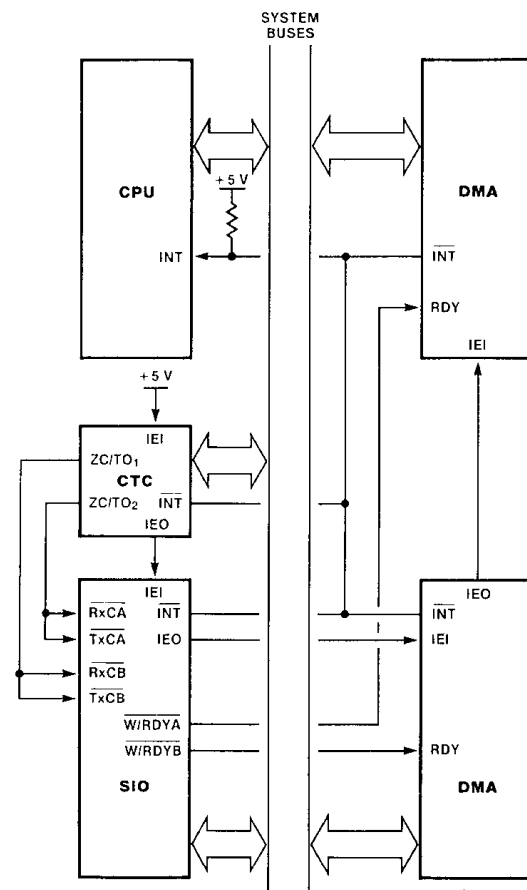 SYSTEM
BUSES
CPU
+5 V
INT
DMA
INT
RDY
IEI
+5 V
IEI
ZC/TO1
CTC
ZC/TO2
INT
IEO
IEI
RxCA
INT
TxCA
IEO
RxCB
TxCB
W/RDYA
W/RDYB
SIO
IEO
INT
IEI
RDY
DMA